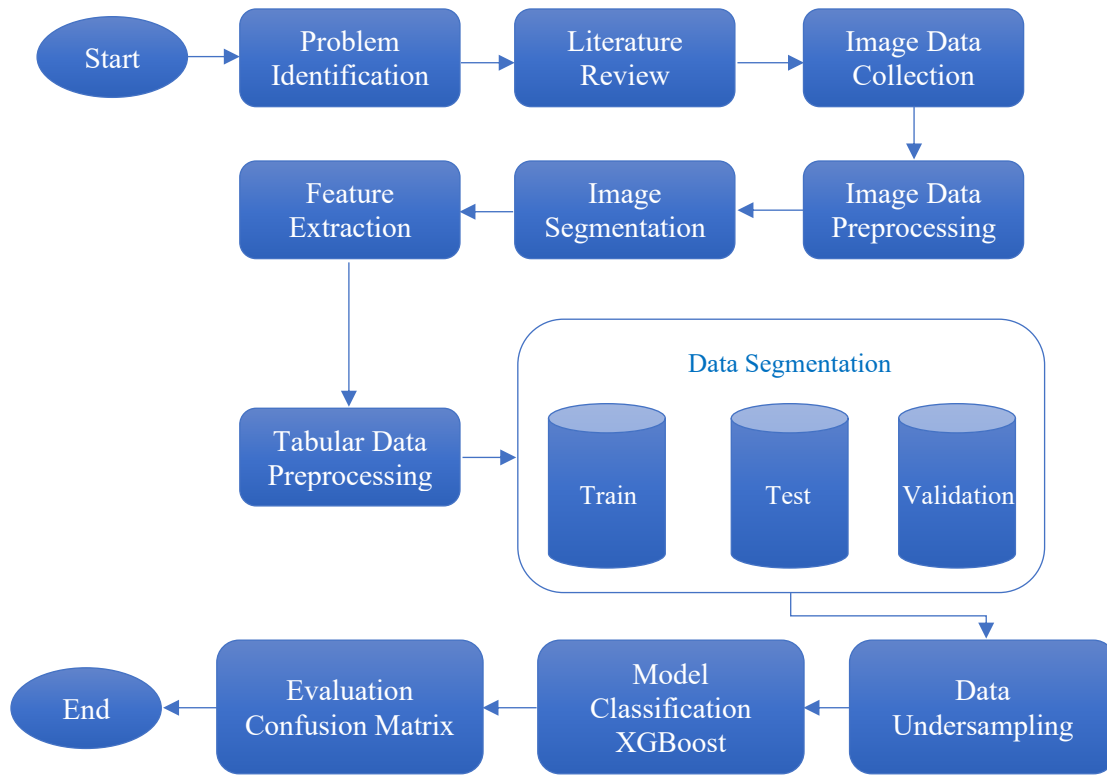 Start
Problem
Identification
Literature
Review
Image Data
Collection
Image Data
Preprocessing
Image
Segmentation
Feature
Extraction
Tabular Data
Preprocessing
Data Segmentation
Train
Test
Validation
Data
Undersampling
Model
Classification
XGBoost
Evaluation
Confusion Matrix
End